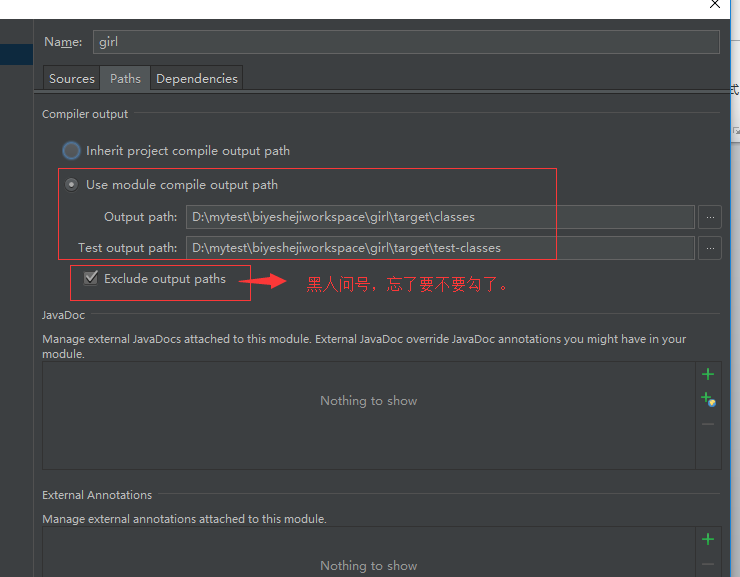 Name: girl
Sources Paths Dependencies
Compiler output
Inherit project compile output path
Use module compile output path
Output path: D:\mytest\biyeshejiworkspace\girl\target\classes ...
Test output path: D:\mytest\biyeshejiworkspace\girl\target\test-classes ...
Exclude output paths 黑人问号，忘了要不要勾了。
JavaDoc
Manage external JavaDocs attached to this module. External JavaDoc override JavaDoc annotations you might have in your
module.
Nothing to show
External Annotations
Manage external annotations attached to this module.
Nothing to show